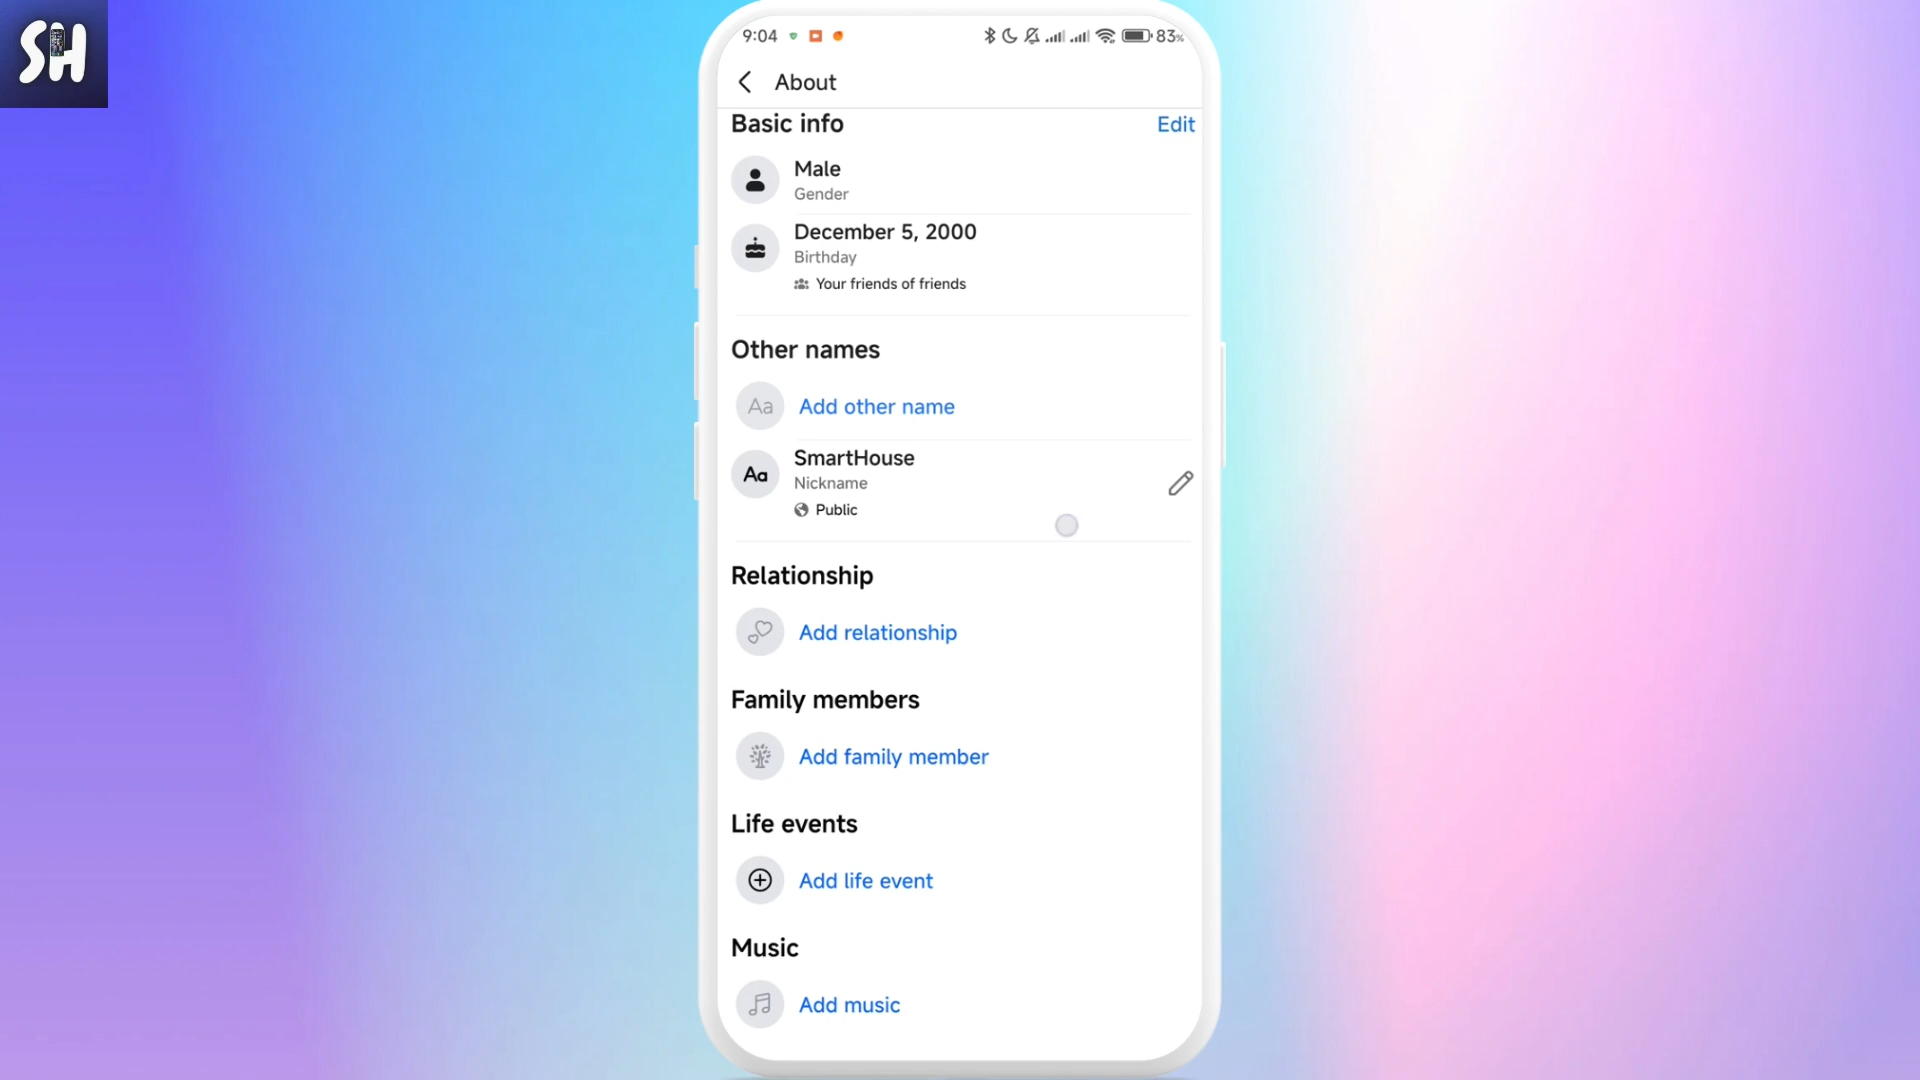 SH
9:04
83%
About
Basic info
Edit
Male
Gender
December 5, 2000
Birthday
Your friends of friends
Other names
Aa
Add other name
Aa
SmartHouse
Nickname
Public
Relationship
Add relationship
Family members
Add family member
Life events
Add life event
Music
Add music